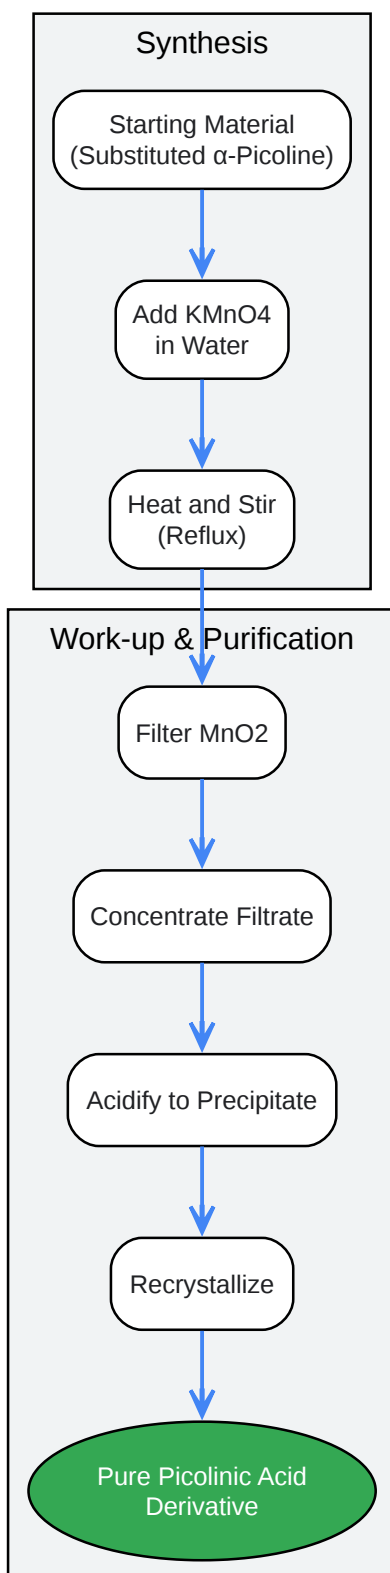 Synthesis
Starting Material
(Substituted α-Picoline)
Add KMnO4
in Water
Heat and Stir
(Reflux)
Work-up & Purification
Filter MnO2
Concentrate Filtrate
Acidify to Precipitate
Recrystallize
Pure Picolinic Acid
Derivative